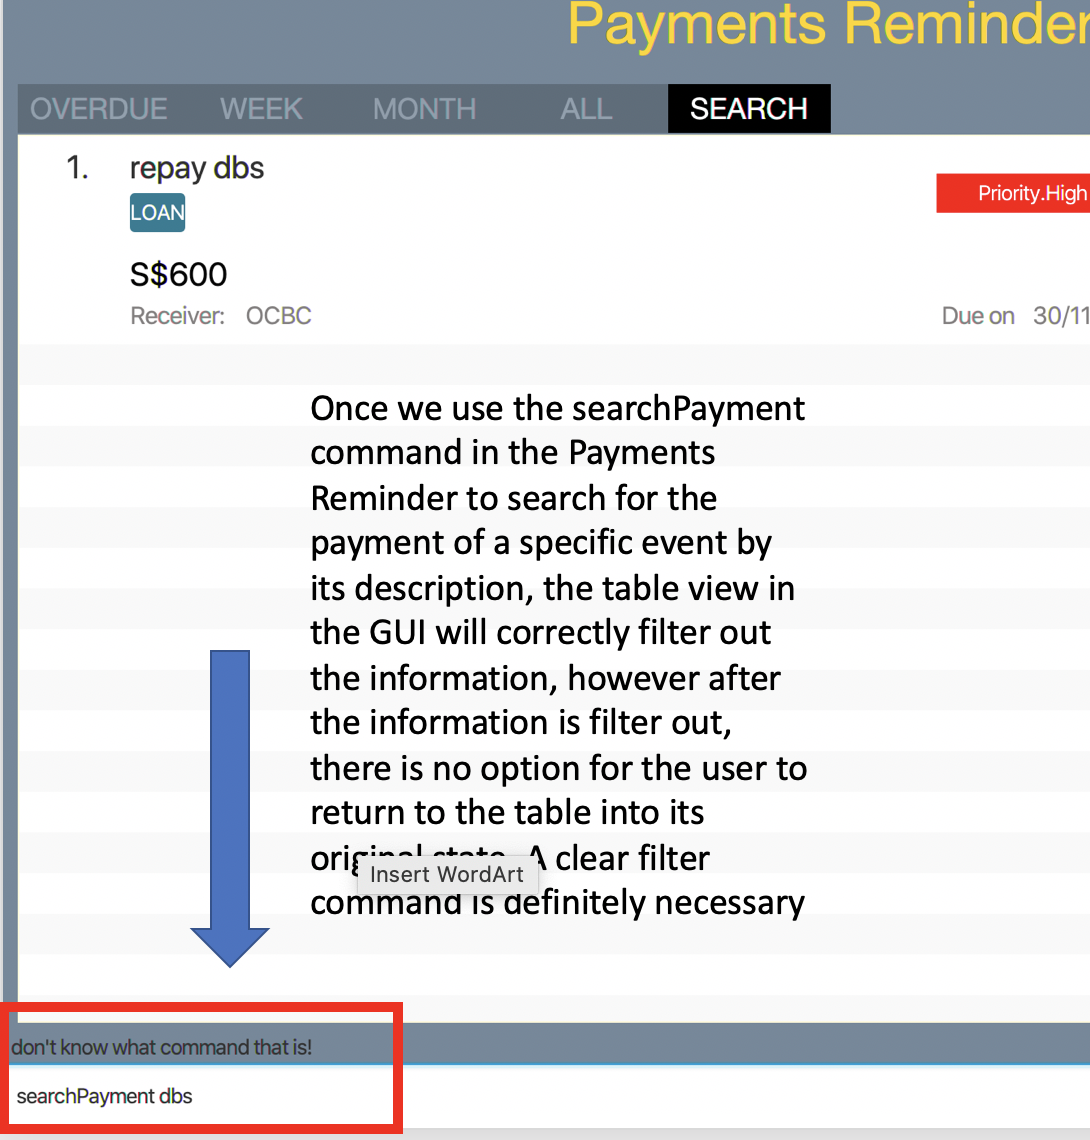 Payments Reminder
OVERDUE WEEK MONTH ALL SEARCH
1. repay dbs
Priority.High
LOAN
S$600
Receiver: OCBC
Due on 30/11
Once we use the searchPayment
command in the Payments
Reminder to search for the
payment of a specific event by
its description, the table view in
the GUI will correctly filter out
the information, however after
the information is filter out,
there is no option for the user to
return to the table into its
original state. A clear filter
Insert WordArt
command is definitely necessary
don't know what command that is!
searchPayment dbs